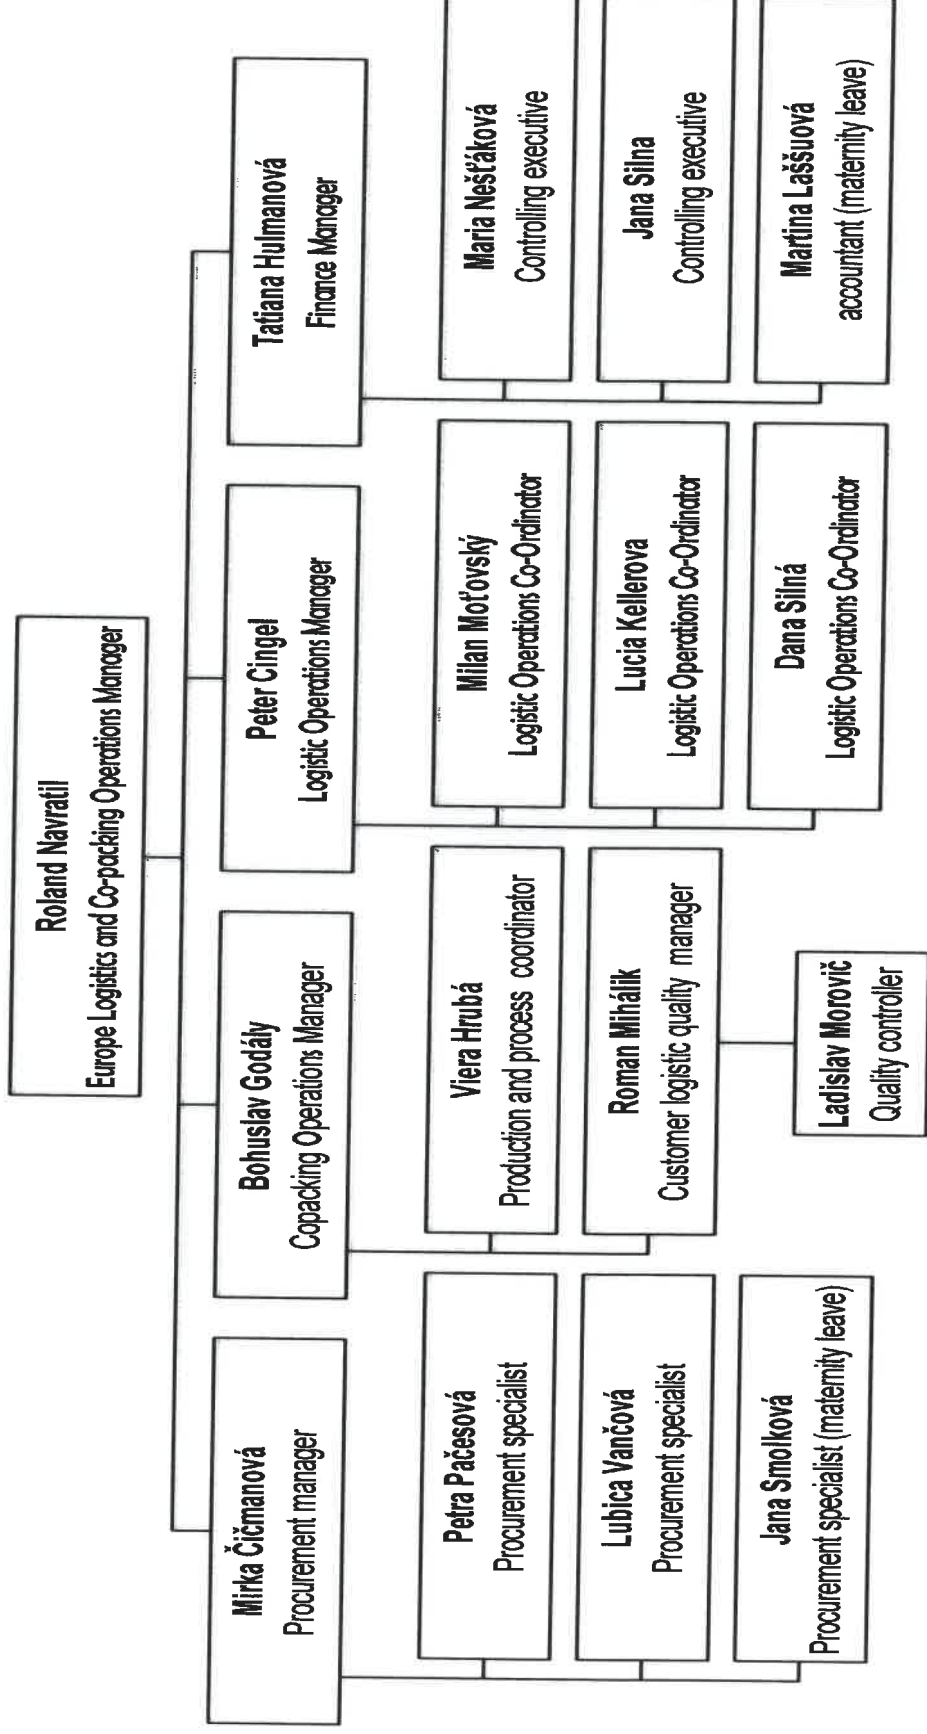 Roland Navratil
Europe Logistics and Co-packing Operations Manager
Mirka Čičmanová
Procurement manager
Bohuslav Godály
Copacking Operations Manager
Peter Cingel
Logistic Operations Manager
Tatiana Hulmanová
Finance Manager
Petra Pačesová
Procurement specialist
Lubica Vančová
Procurement specialist
Jana Smolková
Procurement specialist (maternity leave)
Viera Hrubá
Production and process coordinator
Roman Mihálik
Customer logistic quality manager
Ladislav Morovič
Quality controller
Milan Moťovský
Logistic Operations Co-Ordinator
Lucia Kellerova
Logistic Operations Co-Ordinator
Dana Silná
Logistic Operations Co-Ordinator
Maria Nešťáková
Controlling executive
Jana Silna
Controlling executive
Martina Laššuová
accountant (maternity leave)